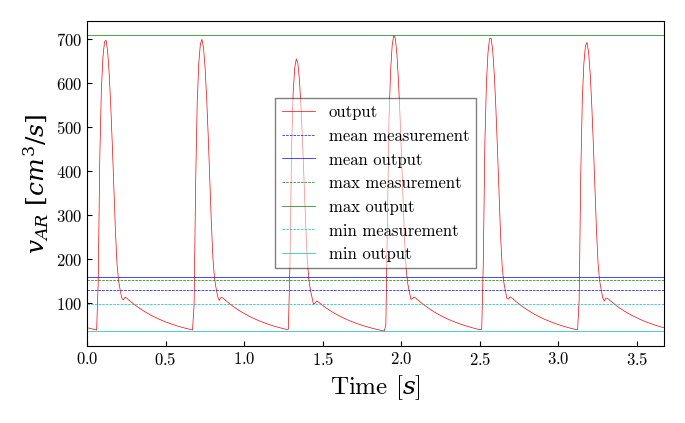 700
600
500
400
300
200
100
v_{AR} [cm^3/s]
output
mean measurement
mean output
max measurement
max output
min measurement
min output
0.0 0.5 1.0 1.5 2.0 2.5 3.0 3.5
Time [s]